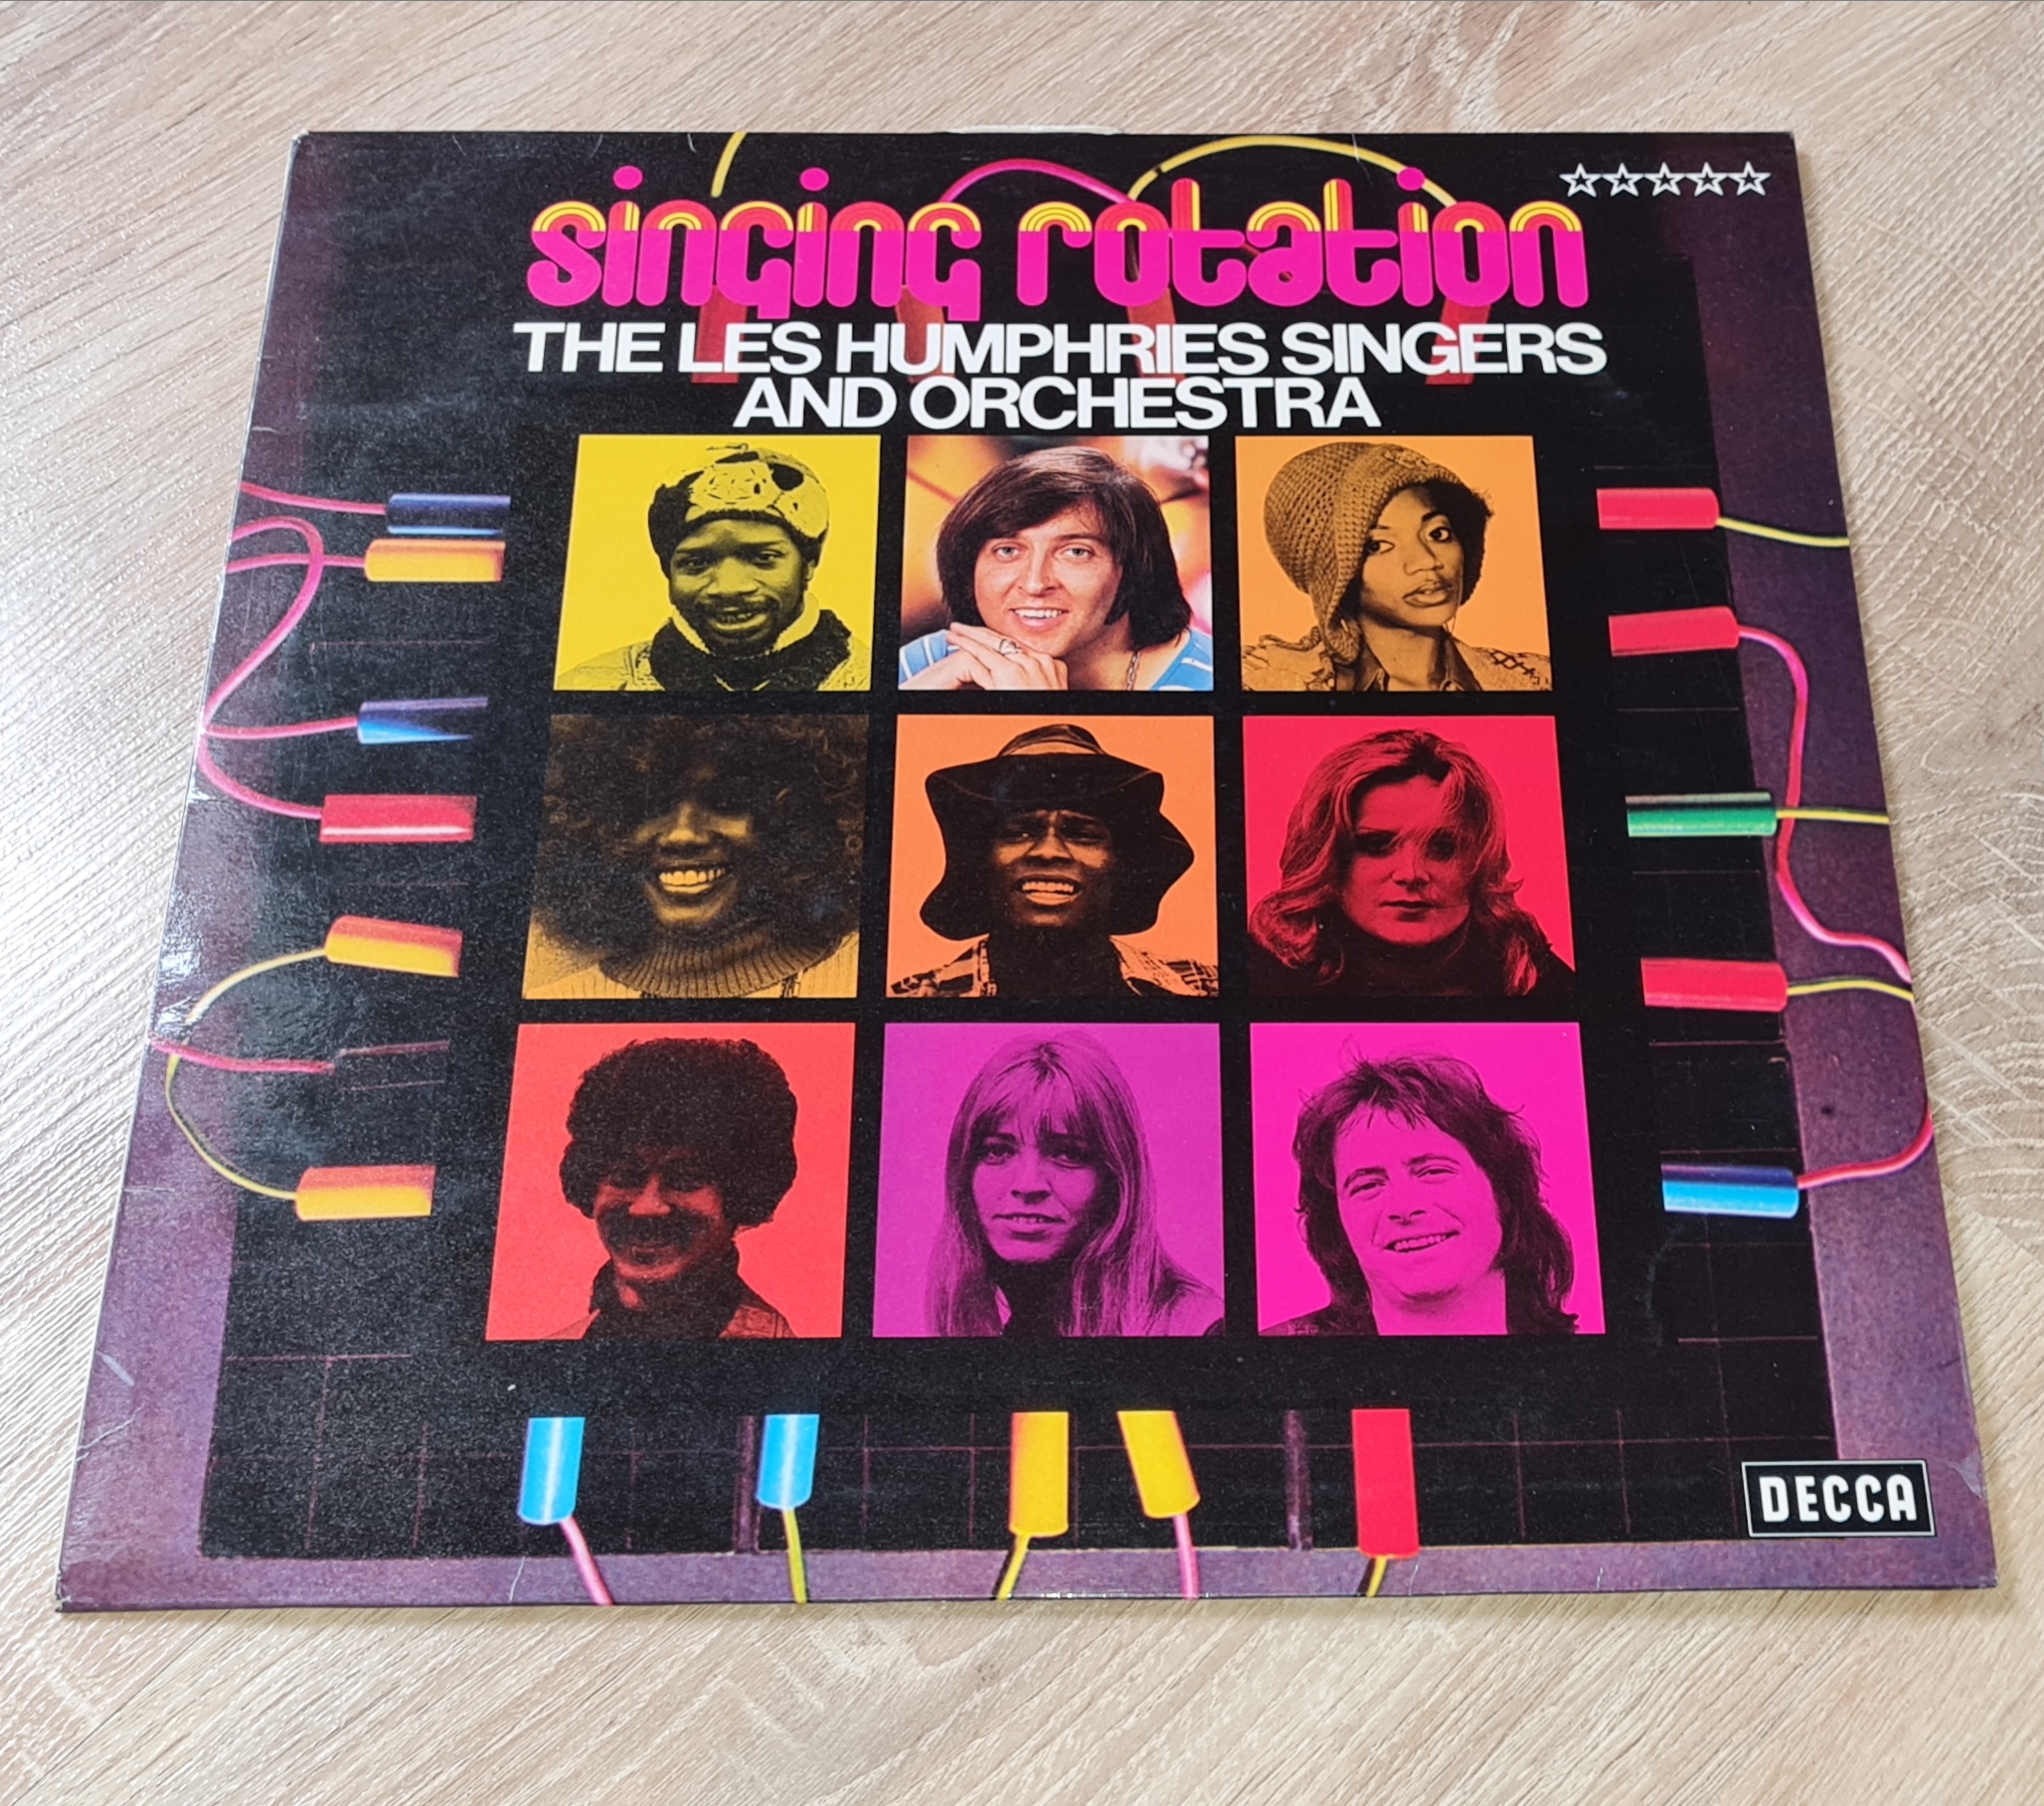 singing rotation
THE LES HUMPHRIES SINGERS
AND ORCHESTRA
DECCA